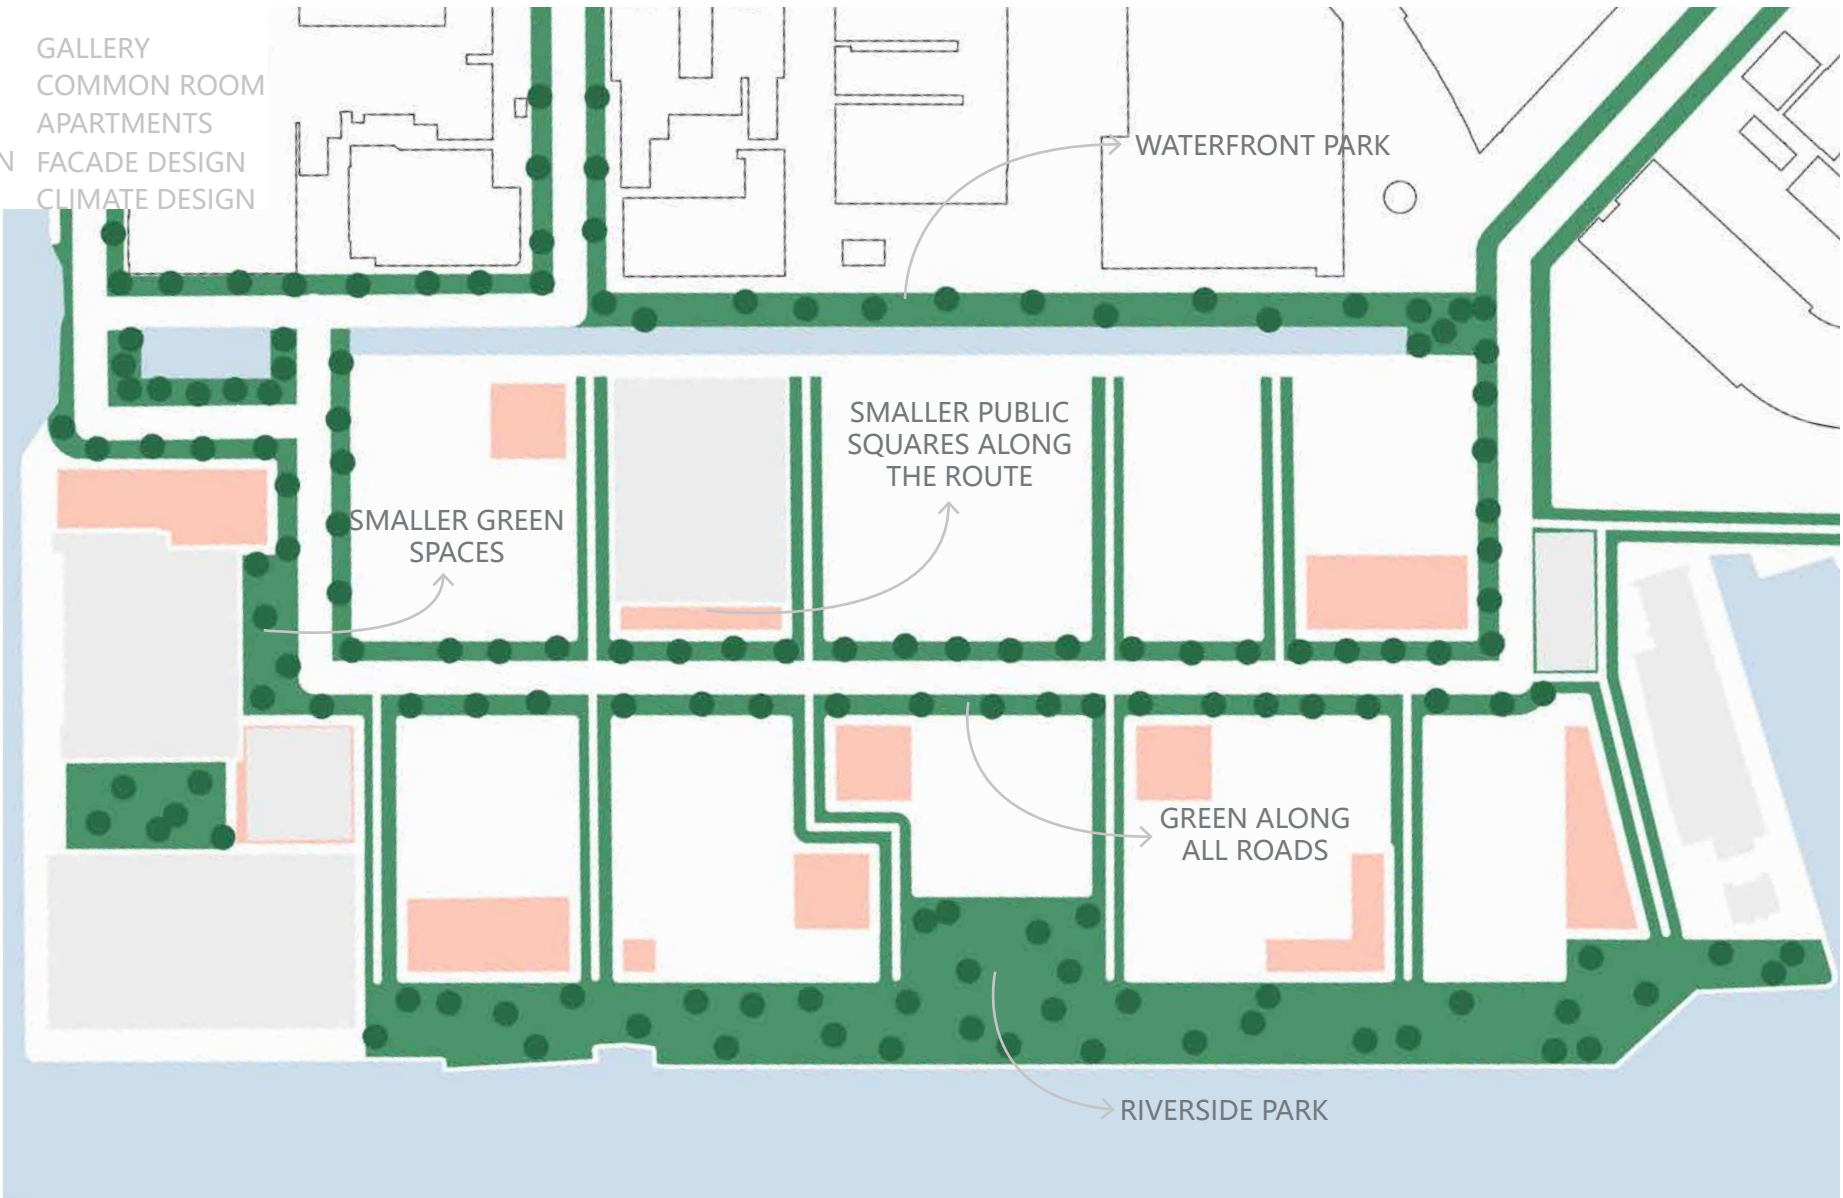 GALLERY
COMMON ROOM
APARTMENTS
N FACADE DESIGN
CLIMATE DESIGN
WATERFRONT PARK
SMALLER PUBLIC
SQUARES ALONG
THE ROUTE
SMALLER GREEN
SPACES
GREEN ALONG
ALL ROADS
RIVERSIDE PARK